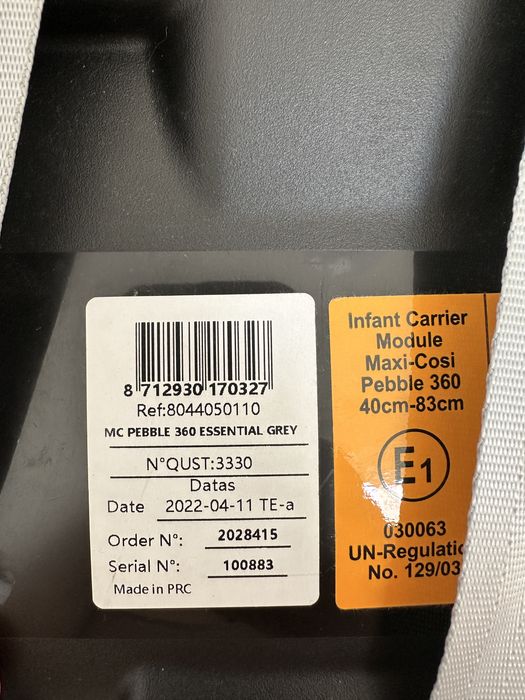 8 712930 170327
Ref:8044050110
MC PEBBLE 360 ESSENTIAL GREY
N°QUST:3330
Datas
Date 2022-04-11 TE-a
Order N°: 2028415
Serial N°: 100883
Made in PRC
Infant Carrier
Module
Maxi-Cosi
Pebble 360
40cm-83cm
E1
030063
UN-Regulatio
No. 129/03